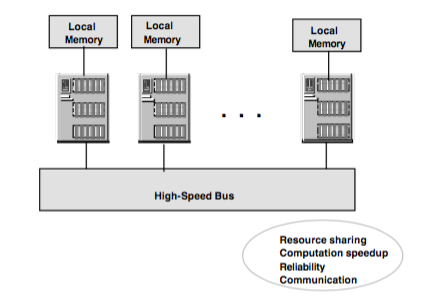 Local
Memory
Local
Memory
Local
Memory
. . .
High-Speed Bus
Resource sharing
Computation speedup
Reliability
Communication